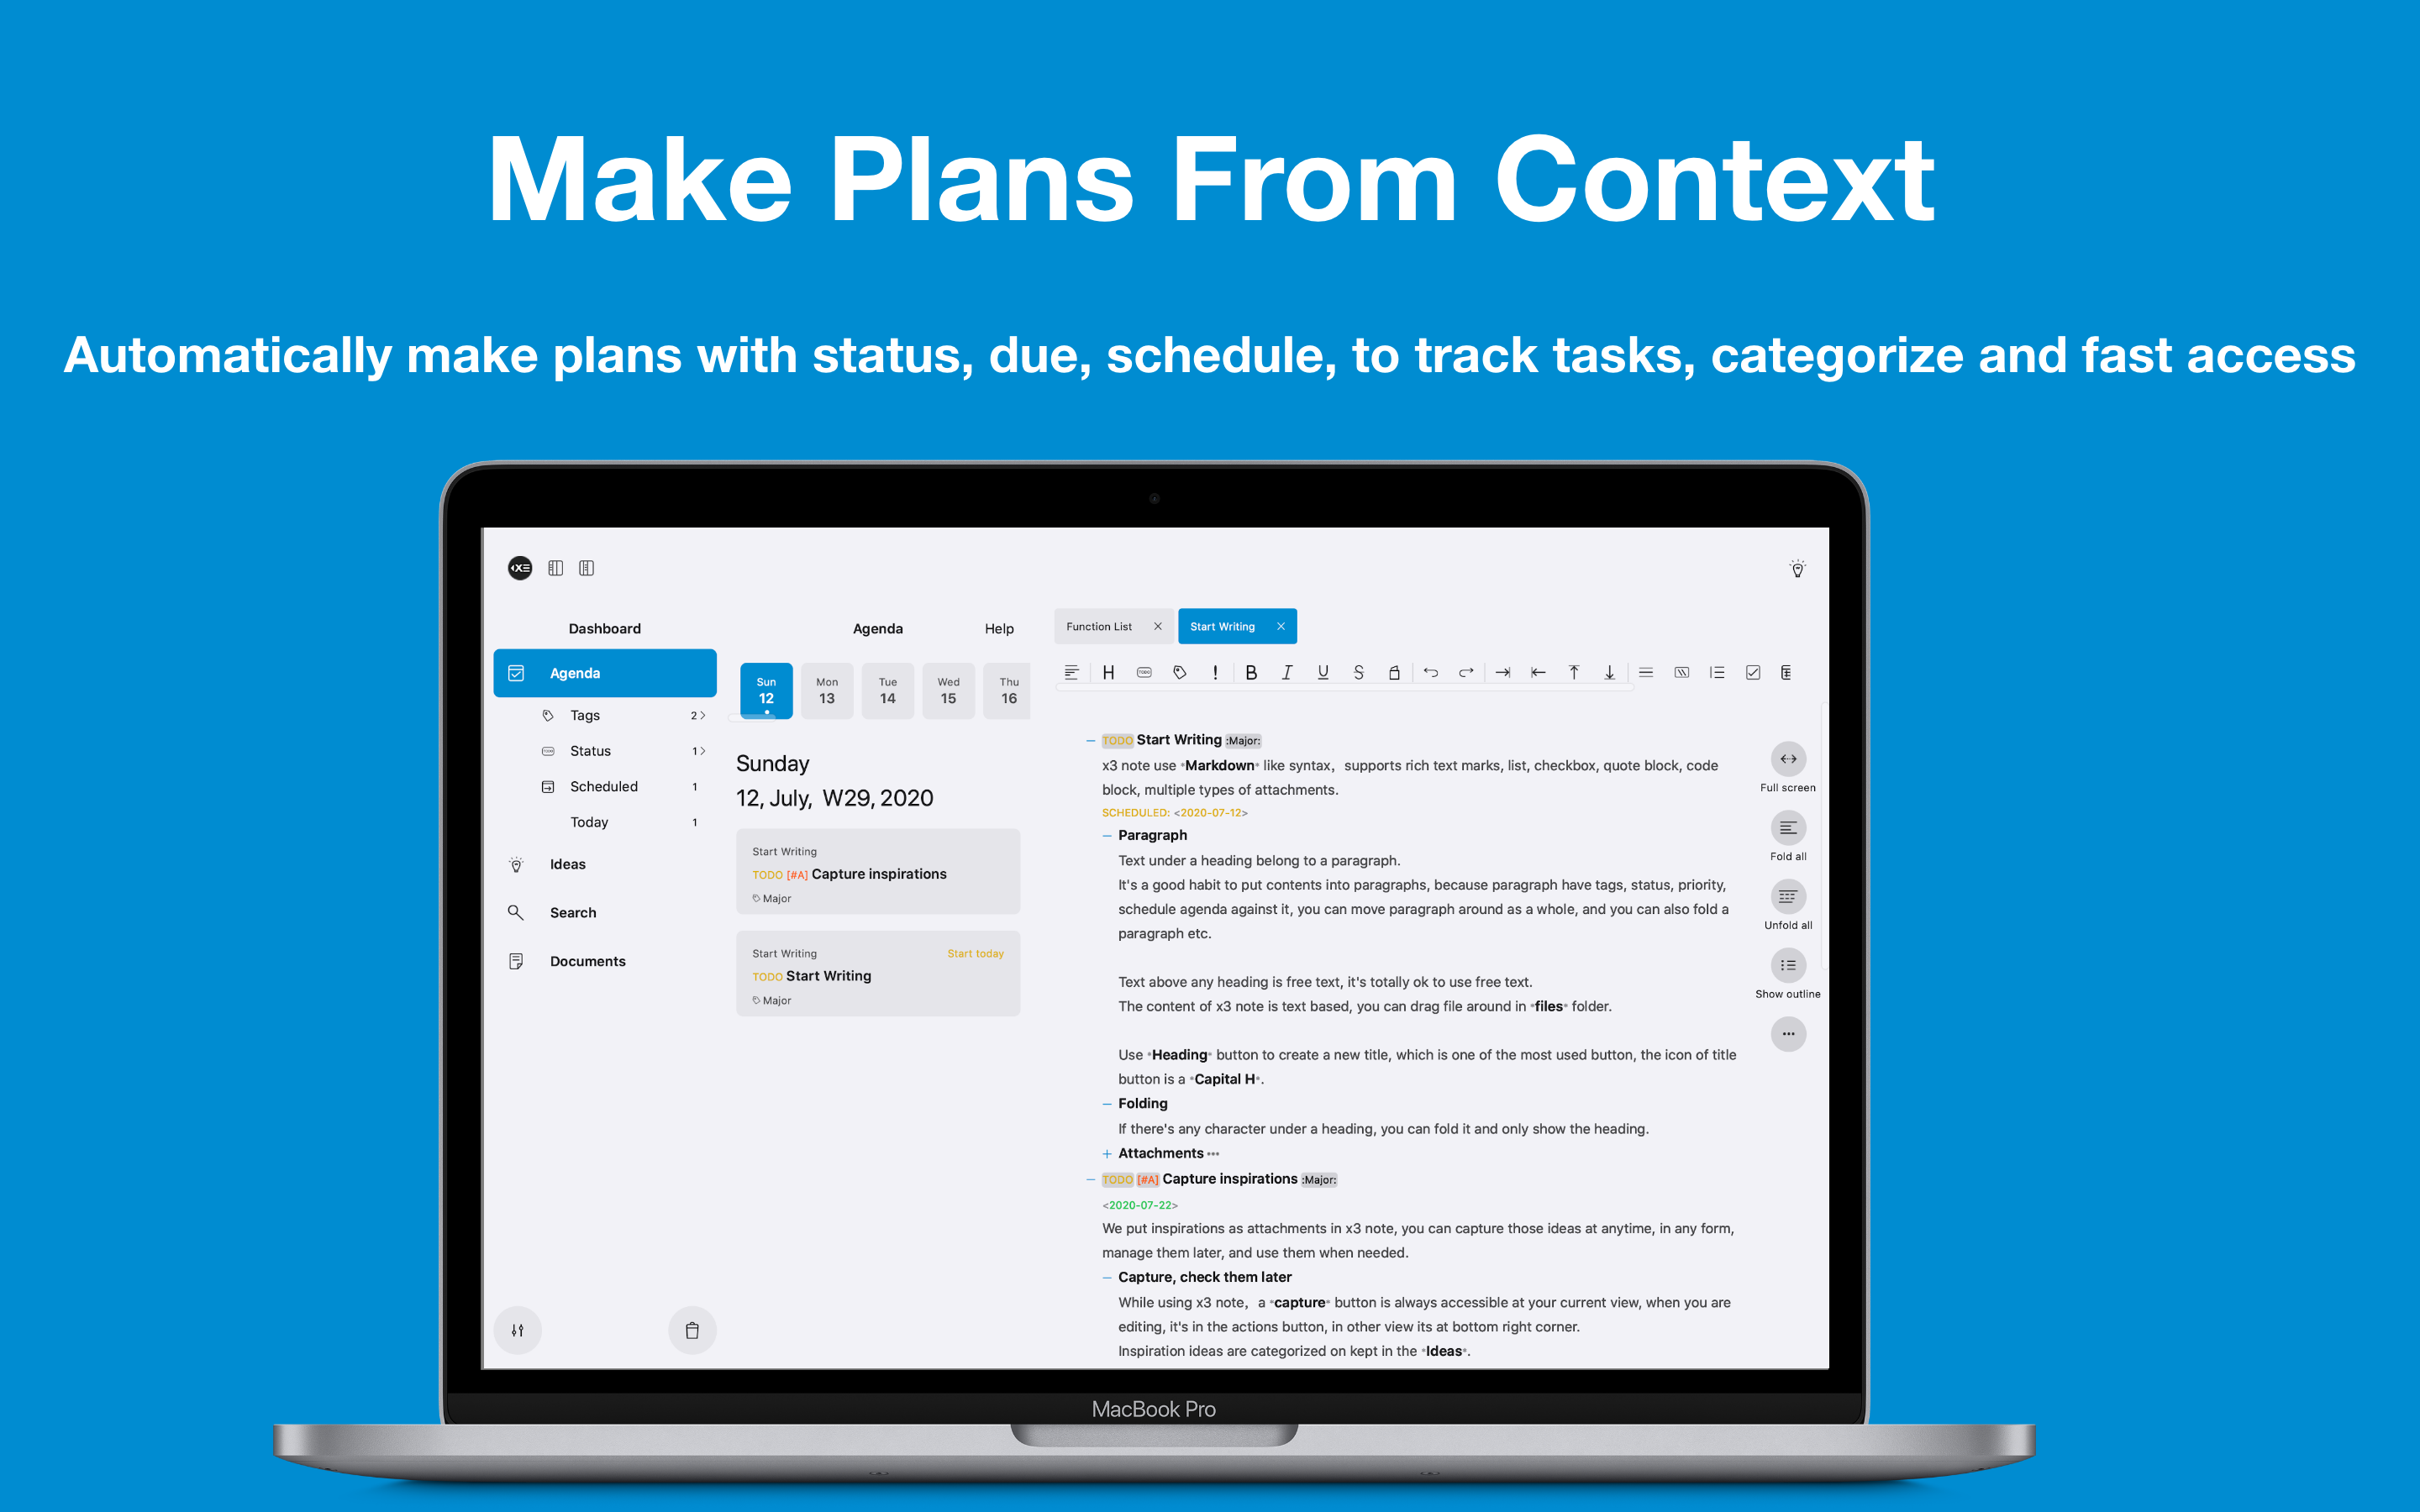 Make Plans From Context
Automatically make plans with status, due, schedule, to track tasks, categorize and fast access
Dashboard
Agenda
Tags 2
Status 1
Scheduled 1
Today 1
Ideas
Search
Documents
Agenda Help
Sun 12
Mon 13
Tue 14
Wed 15
Thu 16
Sunday
12, July, W29, 2020
Start Writing
TODO [#A] Capture inspirations
Major
Start Writing Start today
TODO Start Writing
Major
Function List
Start Writing
H TODO ! B I U S
TODO Start Writing :Major:
x3 note use *Markdown* like syntax, supports rich text marks, list, checkbox, quote block, code
block, multiple types of attachments.
SCHEDULED: <2020-07-12>
Paragraph
Text under a heading belong to a paragraph.
It's a good habit to put contents into paragraphs, because paragraph have tags, status, priority,
schedule agenda against it, you can move paragraph around as a whole, and you can also fold a
paragraph etc.
Text above any heading is free text, it's totally ok to use free text.
The content of x3 note is text based, you can drag file around in *files* folder.
Use *Heading* button to create a new title, which is one of the most used button, the icon of title
button is a *Capital H*.
Folding
If there's any character under a heading, you can fold it and only show the heading.
+ Attachments •••
TODO [#A] Capture inspirations :Major:
<2020-07-22>
We put inspirations as attachments in x3 note, you can capture those ideas at anytime, in any form,
manage them later, and use them when needed.
Capture, check them later
While using x3 note, a *capture* button is always accessible at your current view, when you are
editing, it's in the actions button, in other view its at bottom right corner.
Inspiration ideas are categorized on kept in the *Ideas*.
Full screen
Fold all
Unfold all
Show outline
MacBook Pro